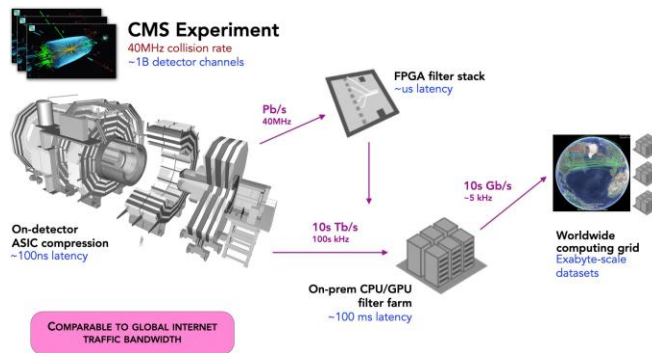 CMS Experiment
40MHz collision rate
~1B detector channels
FPGA filter stack
~us latency
Pb/s
40MHz
10s Gb/s
~5 kHz
On-detector
ASIC compression
~100ns latency
10s Tb/s
100s kHz
Worldwide
computing grid
Exabyte-scale
datasets
On-prem CPU/GPU
filter farm
~100 ms latency
COMPARABLE TO GLOBAL INTERNET
TRAFFIC BANDWIDTH